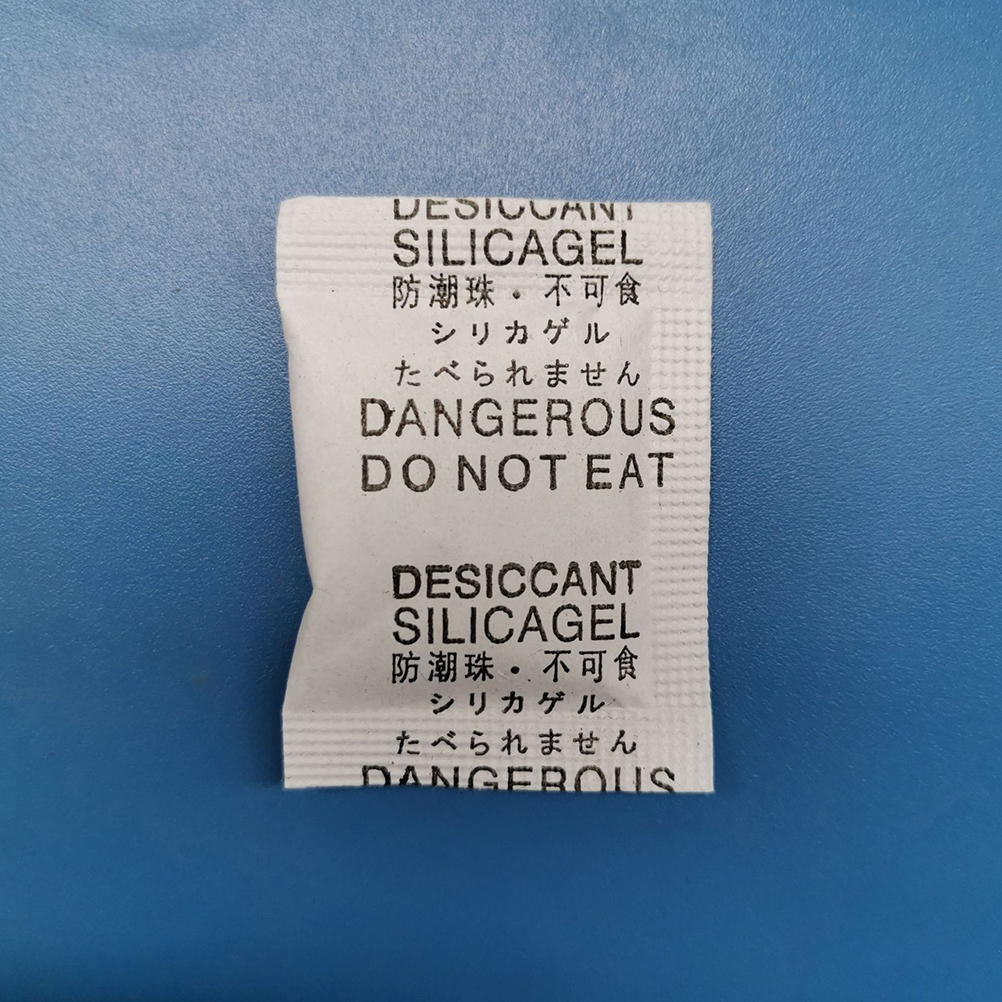 DESICCANT
SILICAGEL
防潮珠・不可食
シリカゲル
たべられません
DANGEROUS
DO NOT EAT
DESICCANT
SILICAGEL
防潮珠・不可食
シリカゲル
たべられません
DANGEROUS